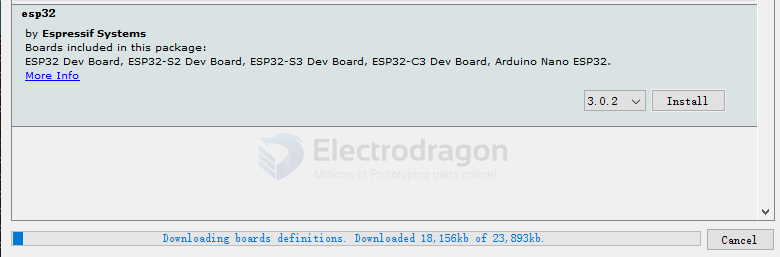 esp32
by Espressif Systems
Boards included in this package:
ESP32 Dev Board, ESP32-S2 Dev Board, ESP32-S3 Dev Board, ESP32-C3 Dev Board, Arduino Nano ESP32.
More Info
3.0.2 Install
Electrodragon
Millions of Prototyping parts online!
Downloading boards definitions. Downloaded 18,156kb of 23,893kb. Cancel